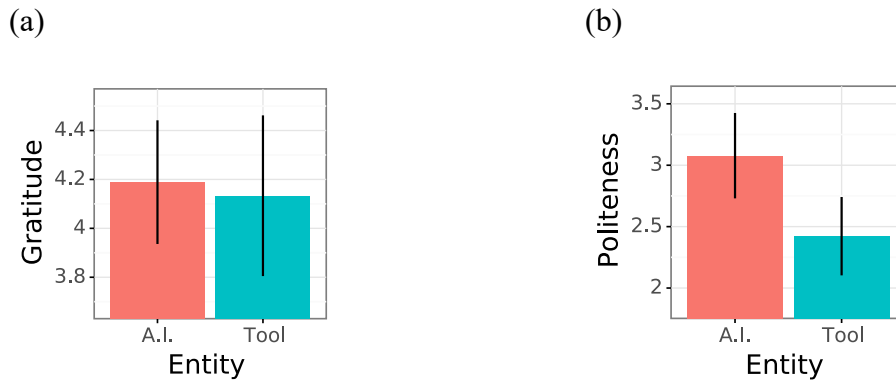 (a)
(b)
Gratitude
4.4
4.2
4
3.8
A.I.
Tool
Entity
Politeness
3.5
3
2.5
2
A.I.
Tool
Entity